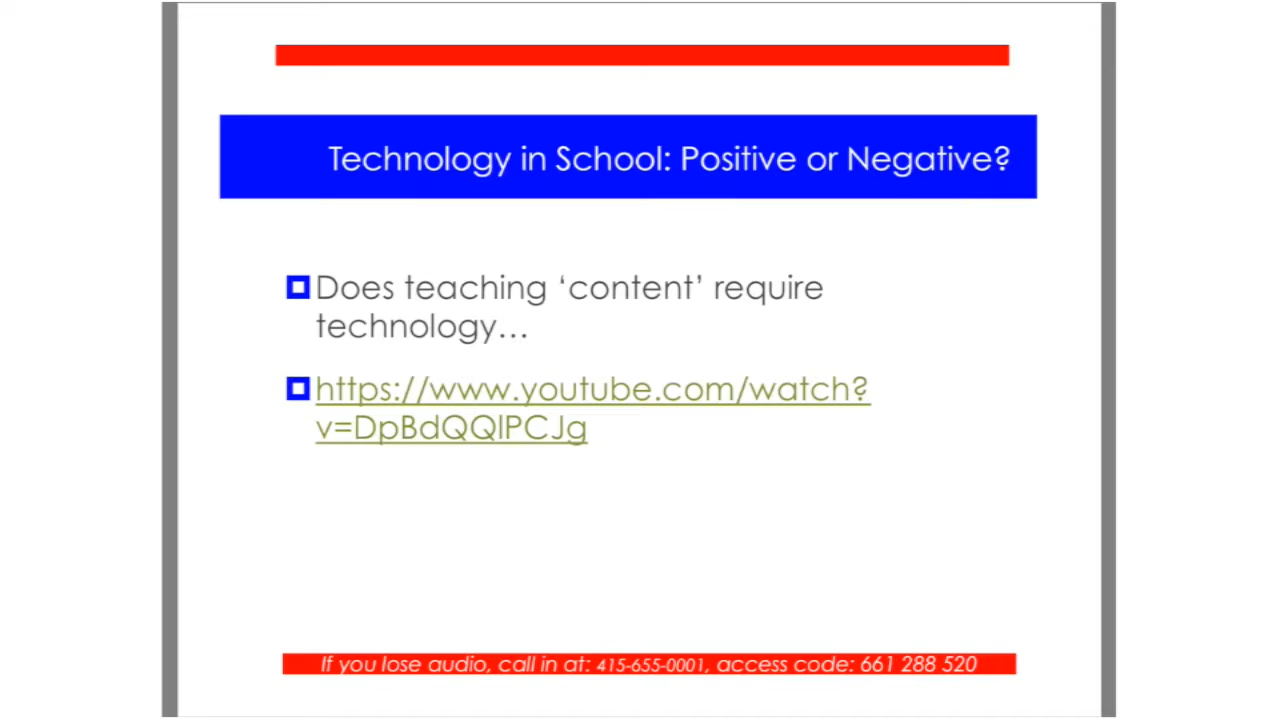 Technology in School: Positive or Negative?
Does teaching ‘content’ require
technology…
https://www.youtube.com/watch?
v=DpBdQQlPCJg
If you lose audio, call in at: 415-655-0001, access code: 661 288 520